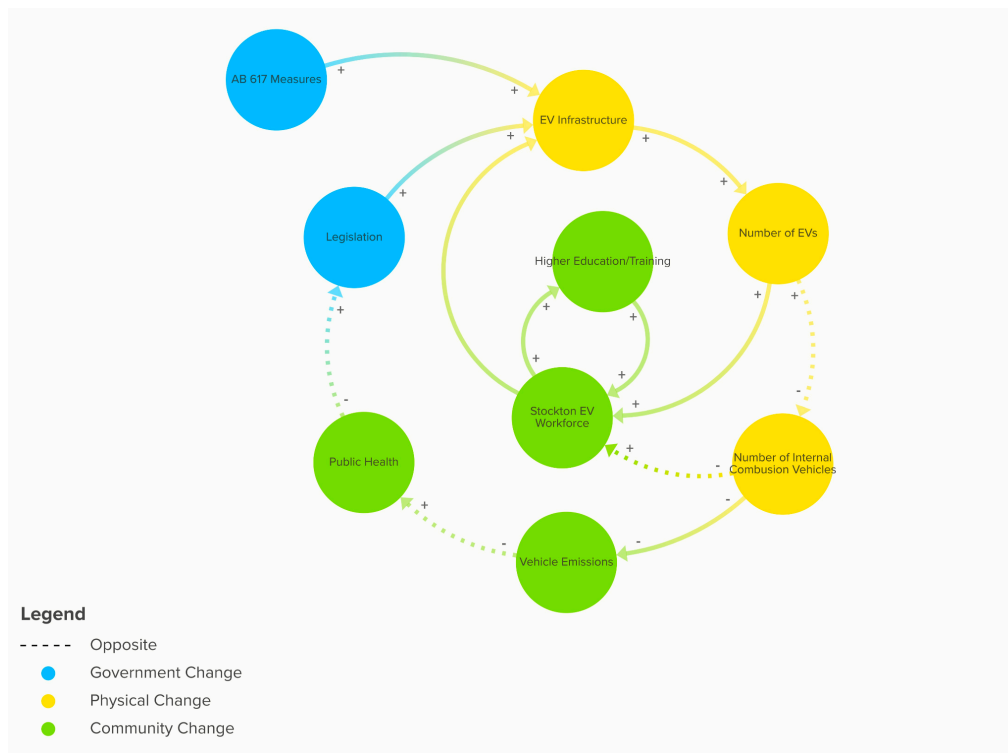 AB 617 Measures
+
+
EV Infrastructure
+
+
+
+
Legislation
Number of EVs
Higher Education/Training
+
+
+
+
+
+
+
+
-
-
+
Stockton EV
Workforce
+
-
Public Health
Number of Internal
Combusion Vehicles
-
+
-
-
Vehicle Emissions
Legend
Opposite
Government Change
Physical Change
Community Change